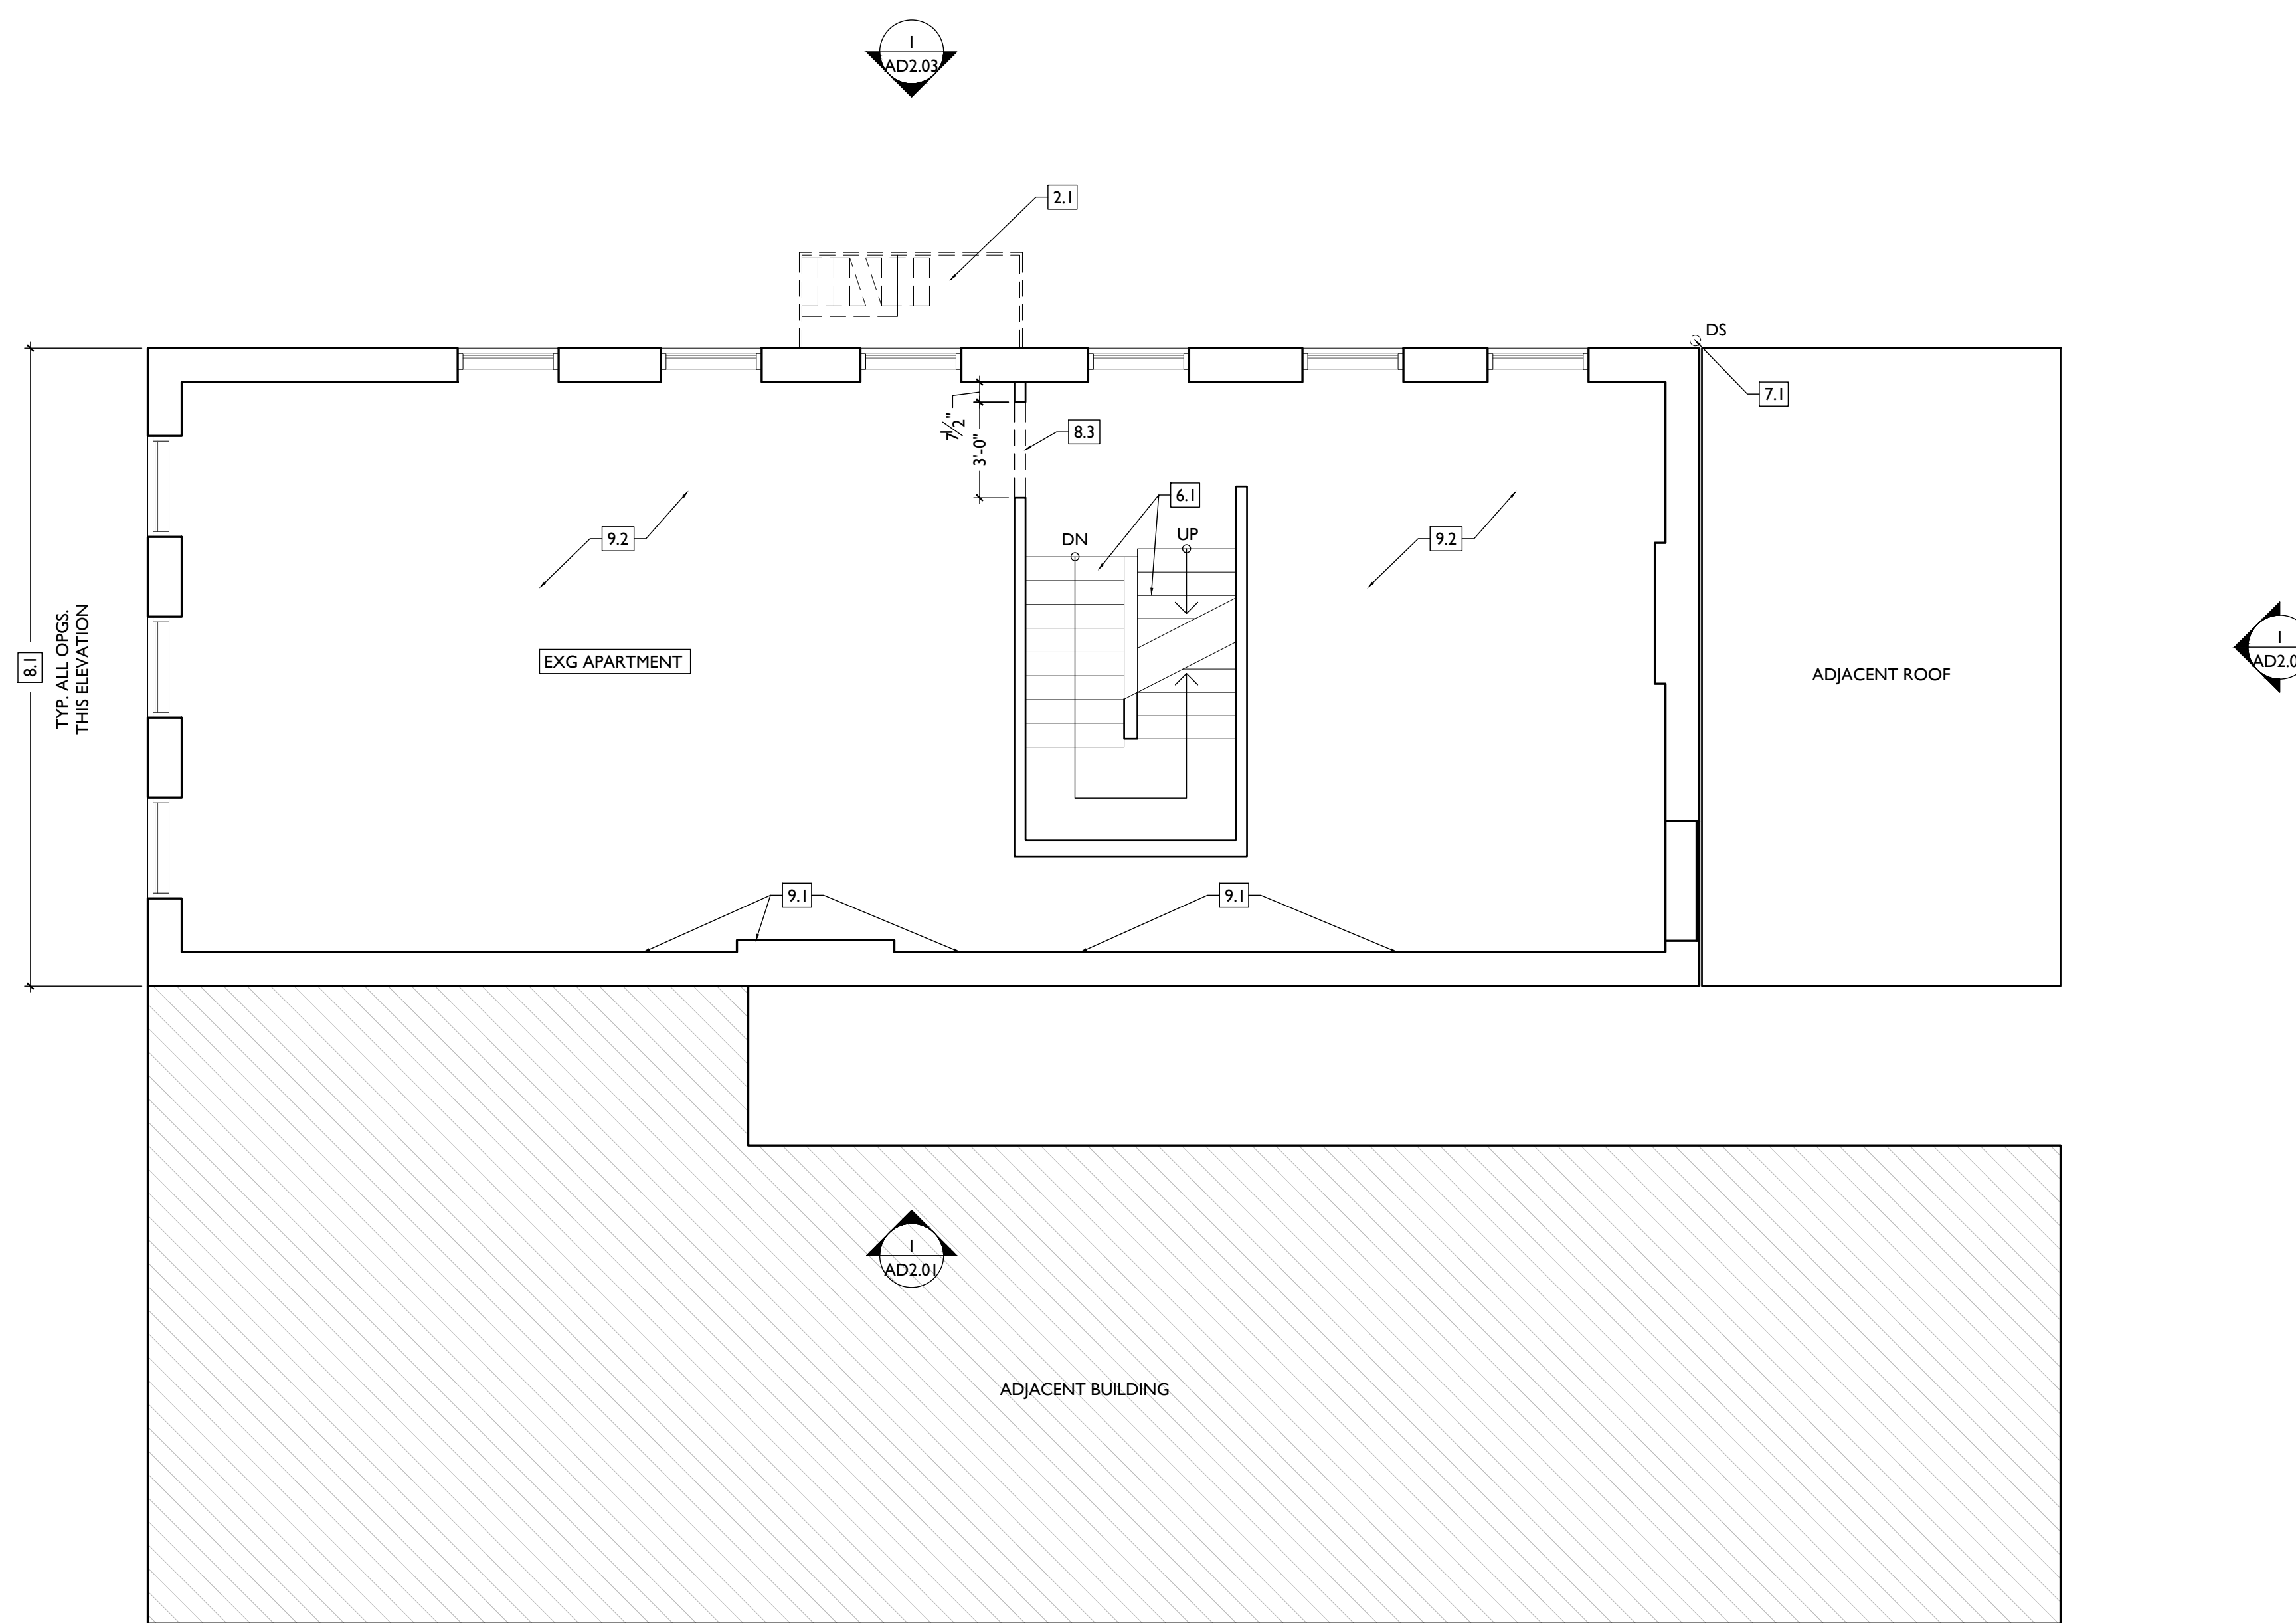 1
AD2.03
2.1
DS
7.1
7 1/2"
3'-0"
8.3
6.1
DN
UP
9.2
9.2
8.1
TYP. ALL OPGS.
THIS ELEVATION
EXG APARTMENT
ADJACENT ROOF
1
9.1
9.1
1
AD2.01
ADJACENT BUILDING